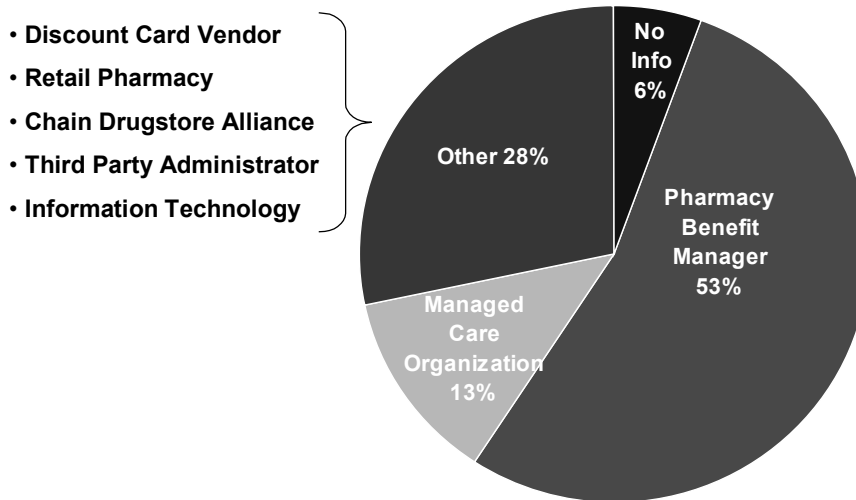 • Discount Card Vendor
• Retail Pharmacy
• Chain Drugstore Alliance
• Third Party Administrator
• Information Technology
No
Info
6%
Other 28%
Pharmacy
Benefit
Manager
53%
Managed
Care
Organization
13%